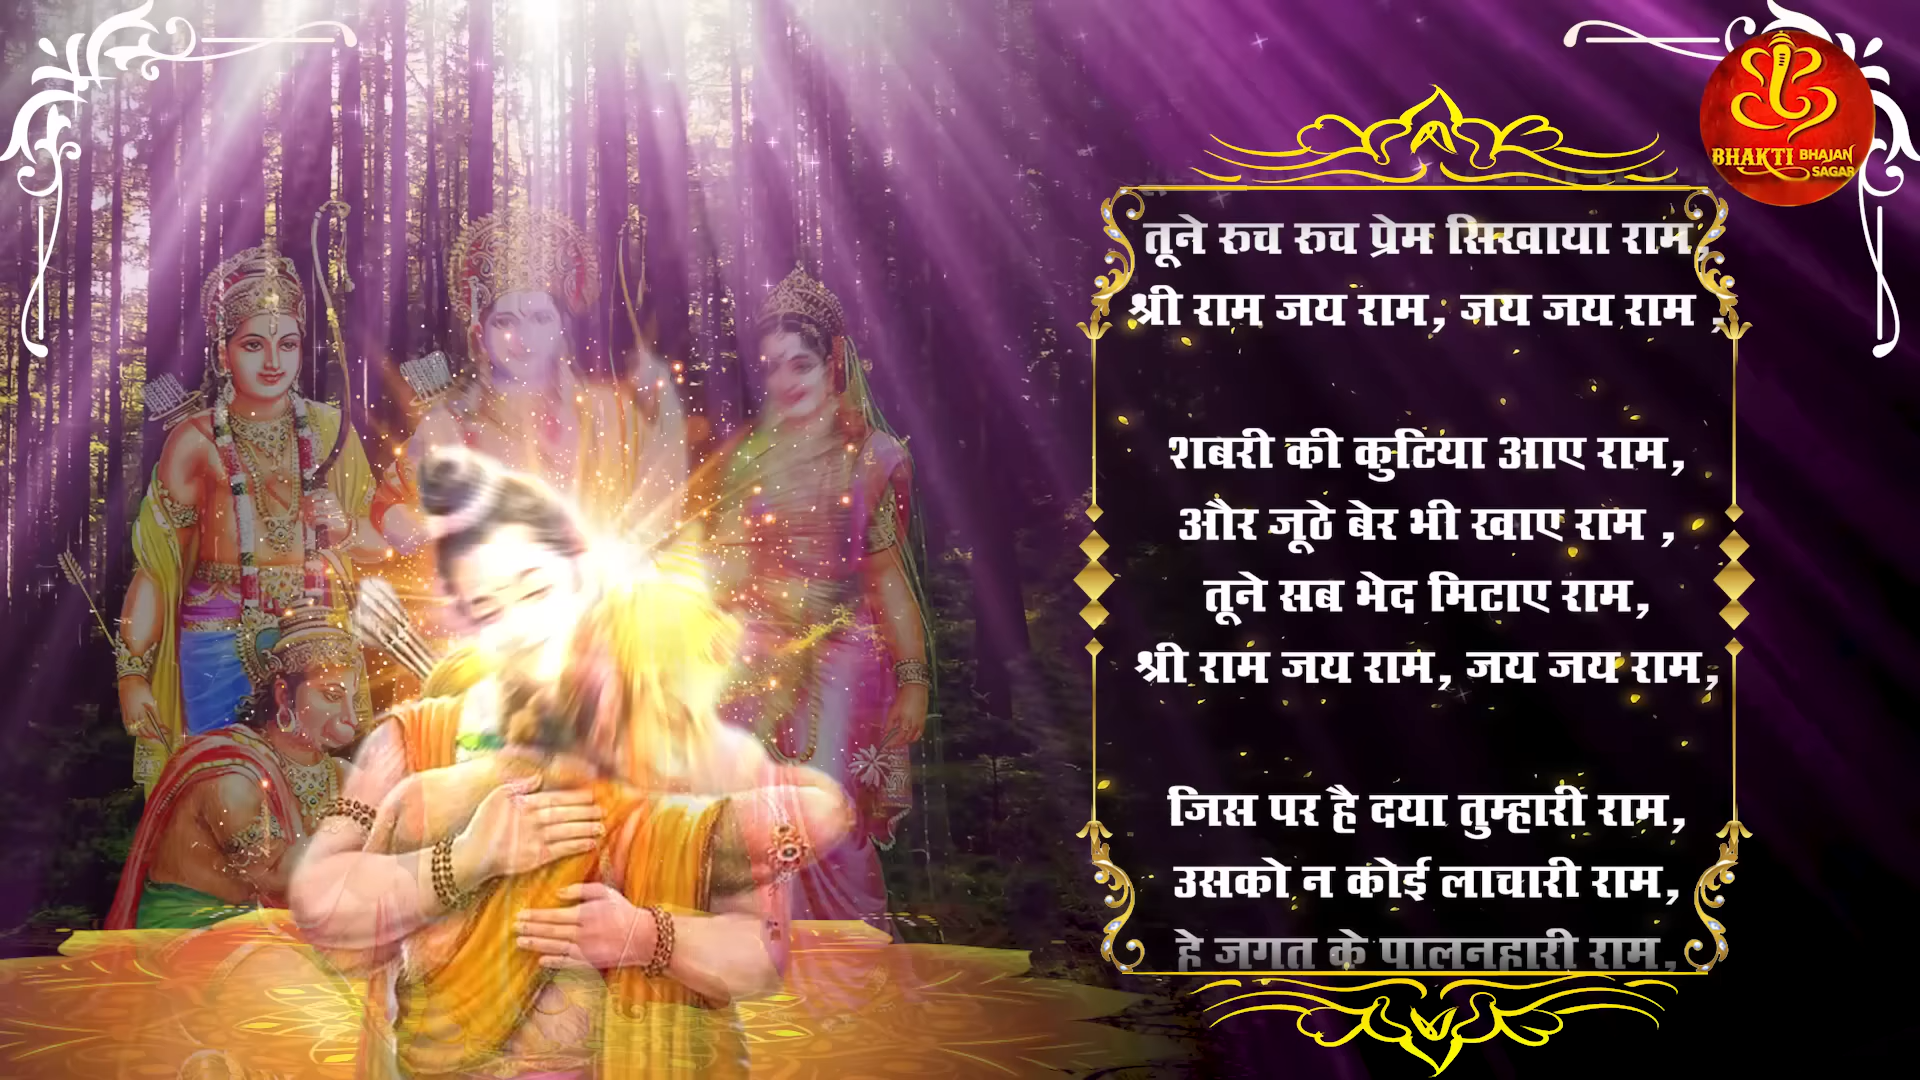 BHAKTI BHAJAN
SAGAR
तूने रुच रुच प्रेम सिखाया राम,
श्री राम जय राम, जय जय राम ,
शबरी की कुटिया आए राम,
और जूठे बेर भी खाए राम ,
तूने सब भेद मिटाए राम,
श्री राम जय राम, जय जय राम,
जिस पर है दया तुम्हारी राम,
उसको न कोई लाचारी राम,
हे जगत के पालनहारी राम,